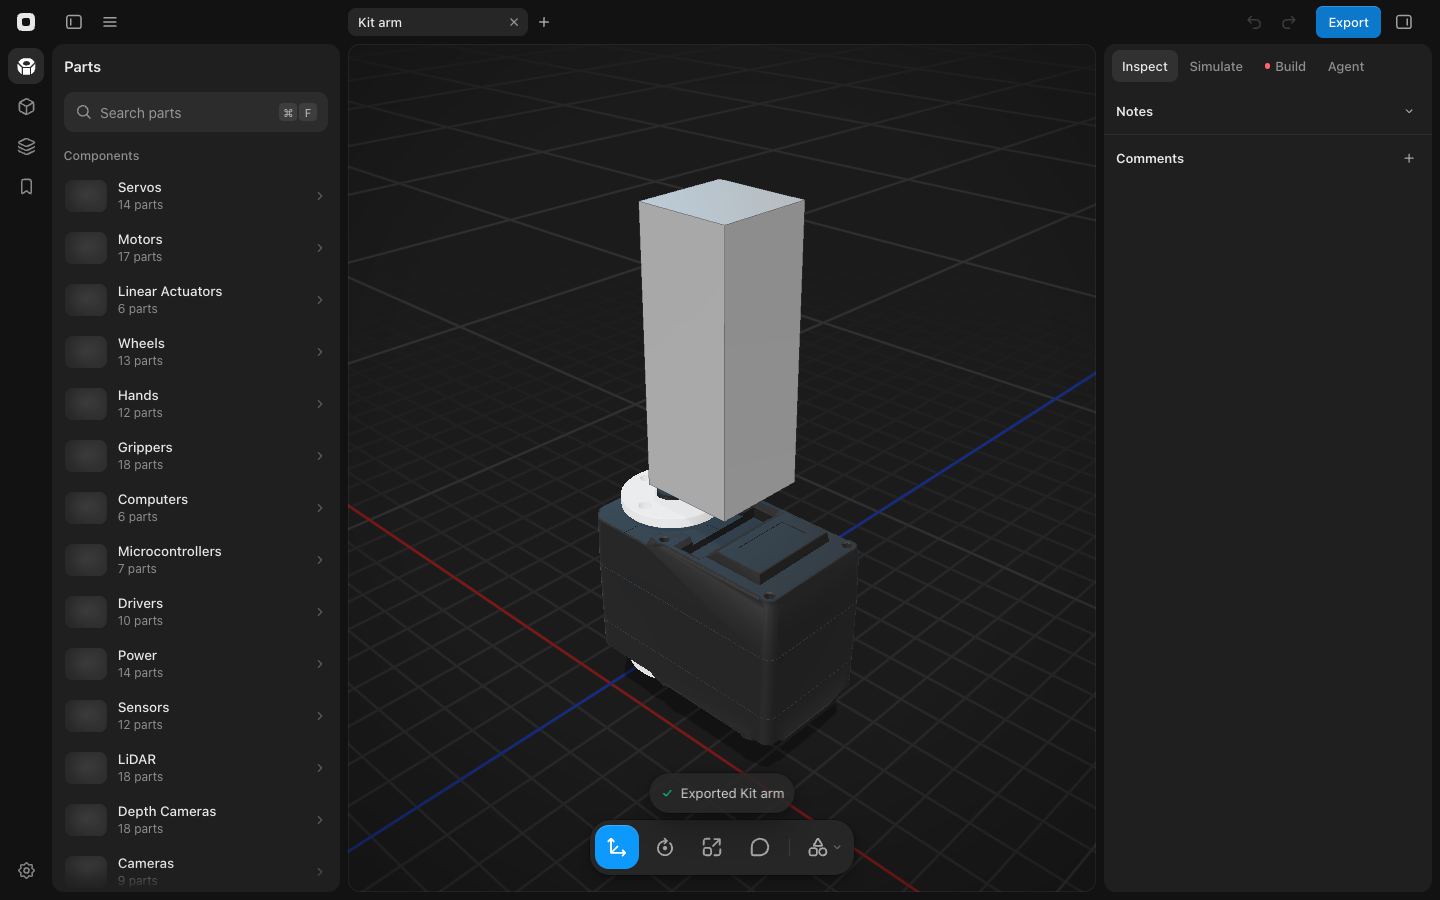 Kit arm
Export
Parts
Search parts
⌘ F
Components
Servos
14 parts
Motors
17 parts
Linear Actuators
6 parts
Wheels
13 parts
Hands
12 parts
Grippers
18 parts
Computers
6 parts
Microcontrollers
7 parts
Drivers
10 parts
Power
14 parts
Sensors
12 parts
LiDAR
18 parts
Depth Cameras
18 parts
Cameras
9 parts
Exported Kit arm
Inspect Simulate Build Agent
Notes
Comments